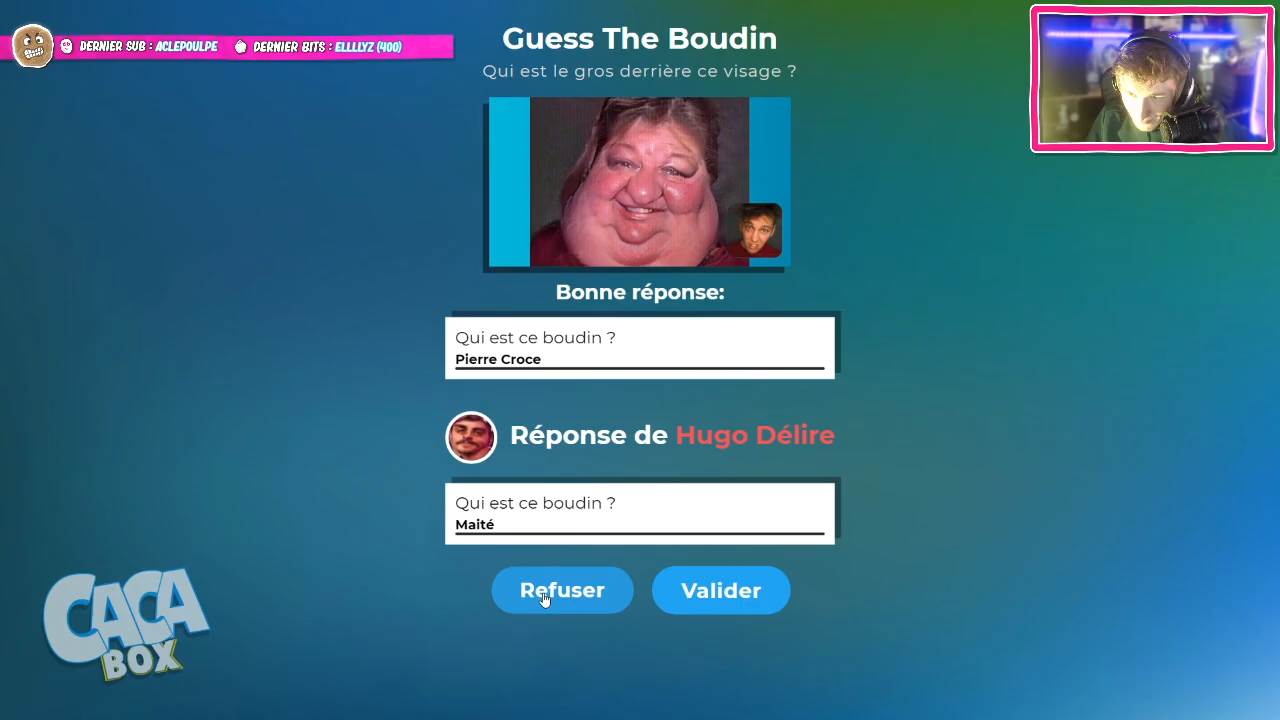 Guess The Boudin
DERNIER SUB : ACLEPOULPE DERNIER BITS : ELLLLYZ (400)
Qui est le gros derrière ce visage ?
Bonne réponse:
Qui est ce boudin ?
Pierre Croce
Réponse de Hugo Délire
Qui est ce boudin ?
Maité
Refuser Valider
CACA
BOX